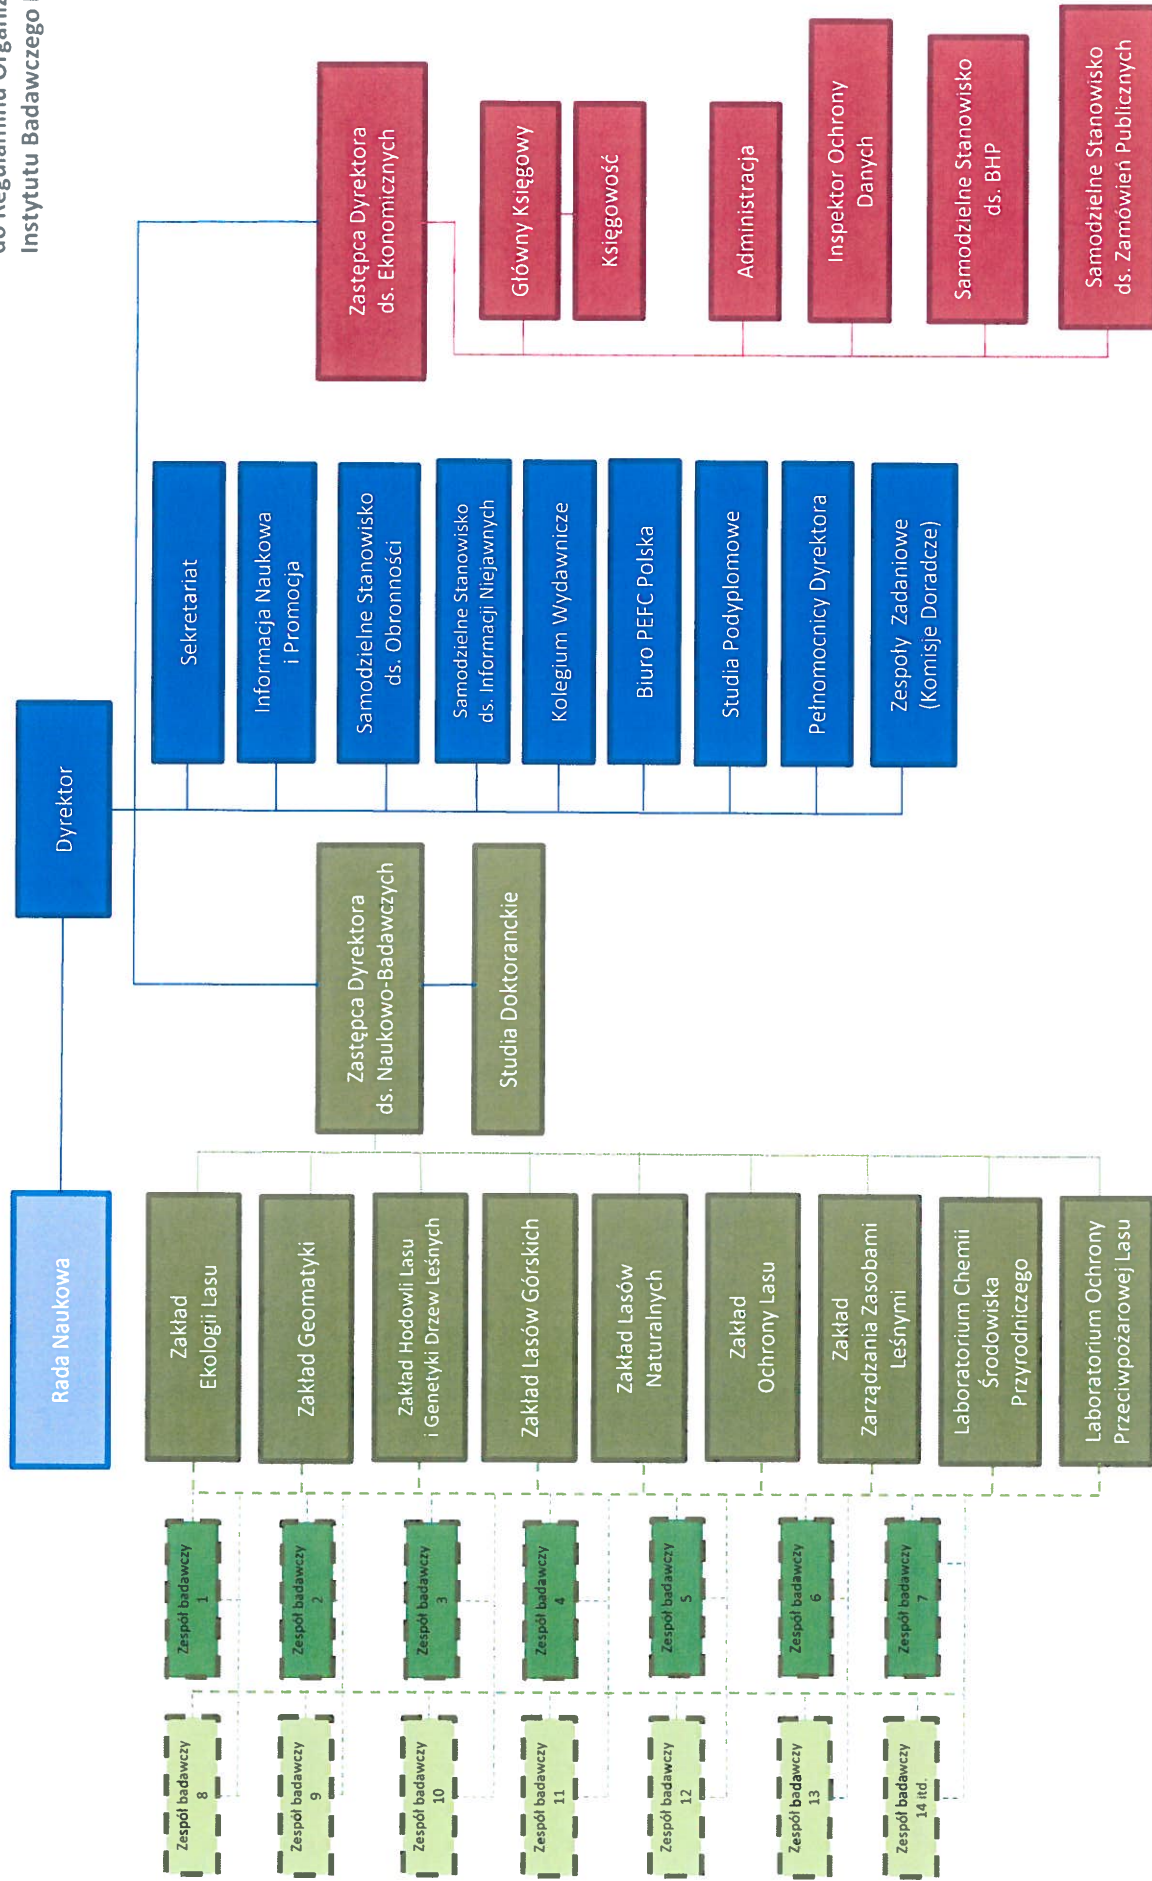 do Regulaminu
Instytutu Badawczego
Rada Naukowa
Dyrektor
Zastępca Dyrektora
ds. Naukowo-Badawczych
Studia Doktoranckie
Zastępca Dyrektora
ds. Ekonomicznych
Sekretariat
Informacja Naukowa
i Promocja
Samodzielne Stanowisko
ds. Obronności
Samodzielne Stanowisko
ds. Informacji Niejawnych
Kolegium Wydawnicze
Biuro PEFC Polska
Studia Podyplomowe
Pełnomocnicy Dyrektora
Zespoły Zadaniowe
(Komisje Doradcze)
Główny Księgowy
Księgowość
Administracja
Inspektor Ochrony
Danych
Samodzielne Stanowisko
ds. BHP
Samodzielne Stanowisko
ds. Zamówień Publicznych
Zakład
Ekologii Lasu
Zakład Geomatyki
Zakład Hodowli Lasu
i Genetyki Drzew Leśnych
Zakład Lasów Górskich
Zakład Lasów
Naturalnych
Zakład
Ochrony Lasu
Zakład
Zarządzania Zasobami
Leśnymi
Laboratorium Chemii
Środowiska
Przyrodniczego
Laboratorium Ochrony
Przeciwpożarowej Lasu
Zespół badawczy
1
Zespół badawczy
2
Zespół badawczy
3
Zespół badawczy
4
Zespół badawczy
5
Zespół badawczy
6
Zespół badawczy
7
Zespół badawczy
8
Zespół badawczy
9
Zespół badawczy
10
Zespół badawczy
11
Zespół badawczy
12
Zespół badawczy
13
Zespół badawczy
14 itd.